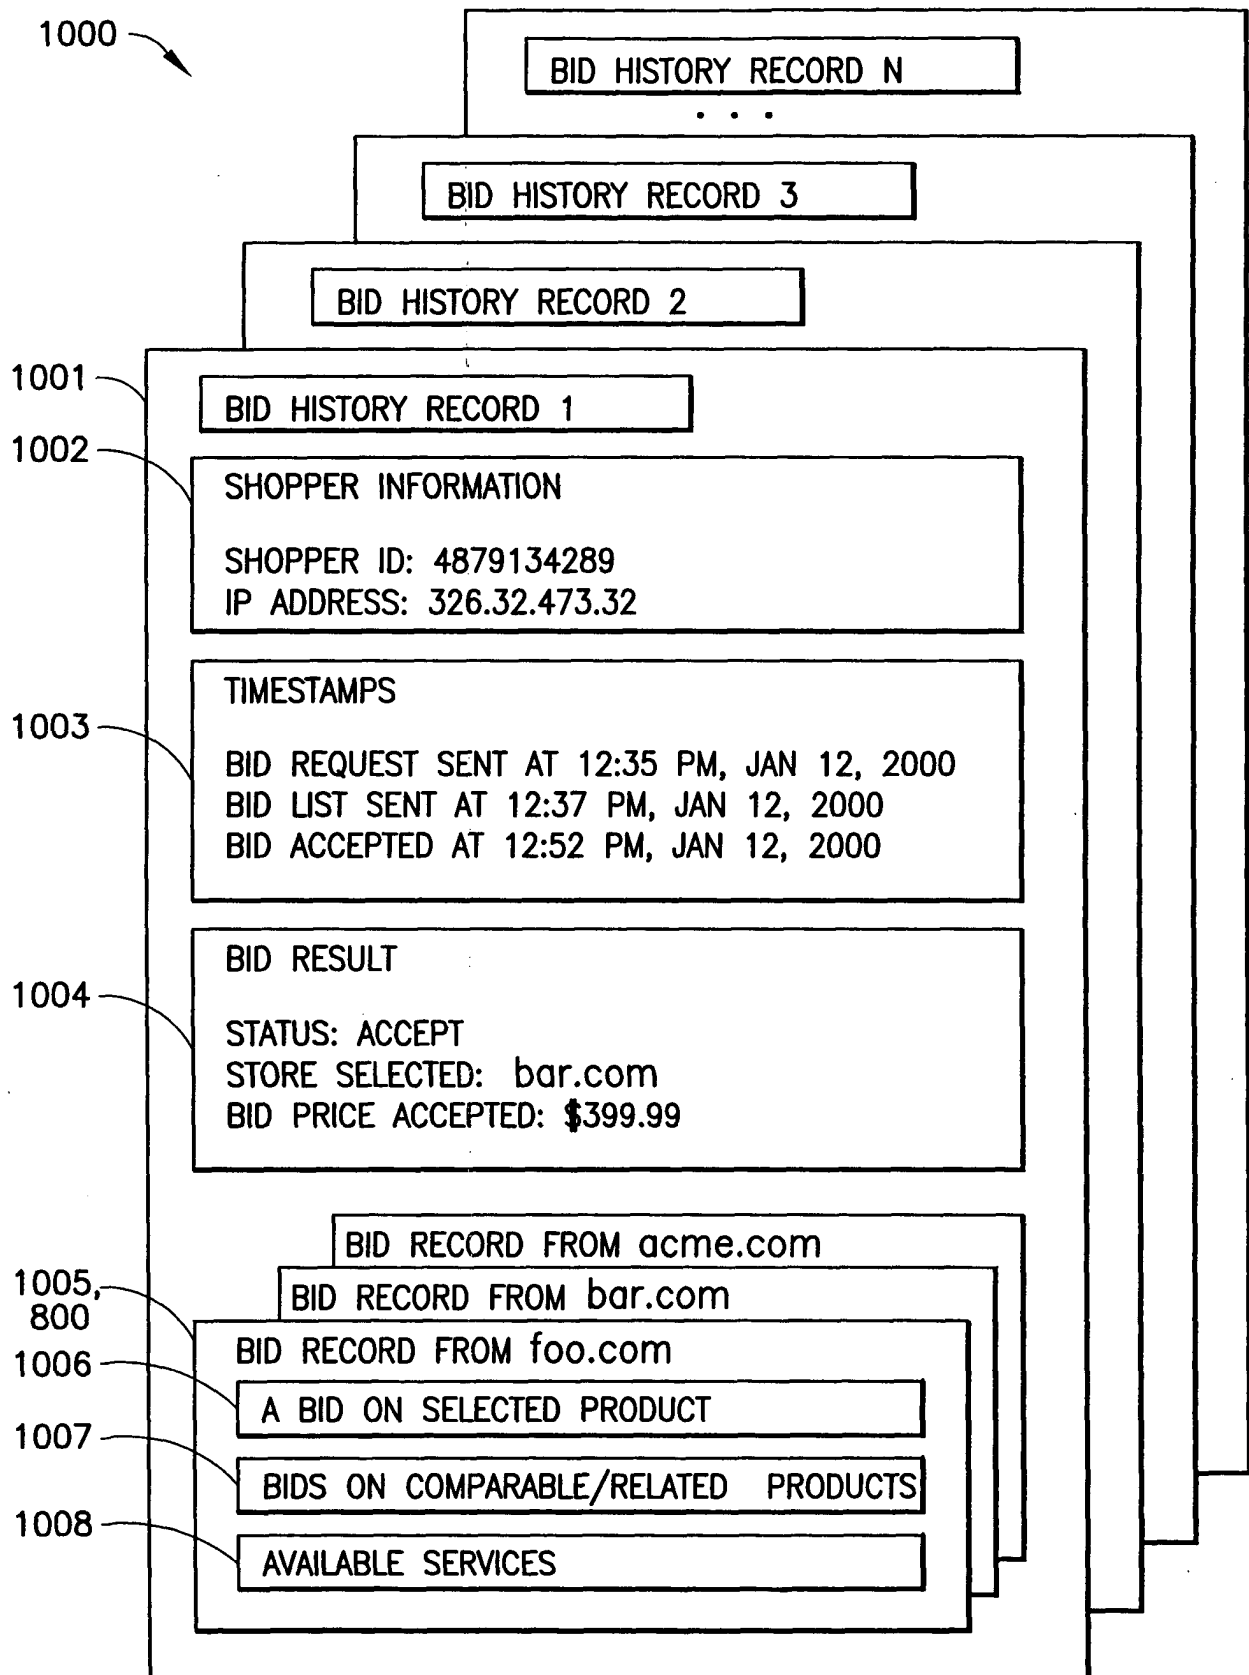 1000
BID HISTORY RECORD N
. . .
BID HISTORY RECORD 3
BID HISTORY RECORD 2
1001
BID HISTORY RECORD 1
1002
SHOPPER INFORMATION
SHOPPER ID: 4879134289
IP ADDRESS: 326.32.473.32
TIMESTAMPS
1003
BID REQUEST SENT AT 12:35 PM, JAN 12, 2000
BID LIST SENT AT 12:37 PM, JAN 12, 2000
BID ACCEPTED AT 12:52 PM, JAN 12, 2000
BID RESULT
1004
STATUS: ACCEPT
STORE SELECTED: bar.com
BID PRICE ACCEPTED: $399.99
BID RECORD FROM acme.com
1005,
800
BID RECORD FROM bar.com
BID RECORD FROM foo.com
1006
A BID ON SELECTED PRODUCT
1007
BIDS ON COMPARABLE/RELATED PRODUCTS
1008
AVAILABLE SERVICES